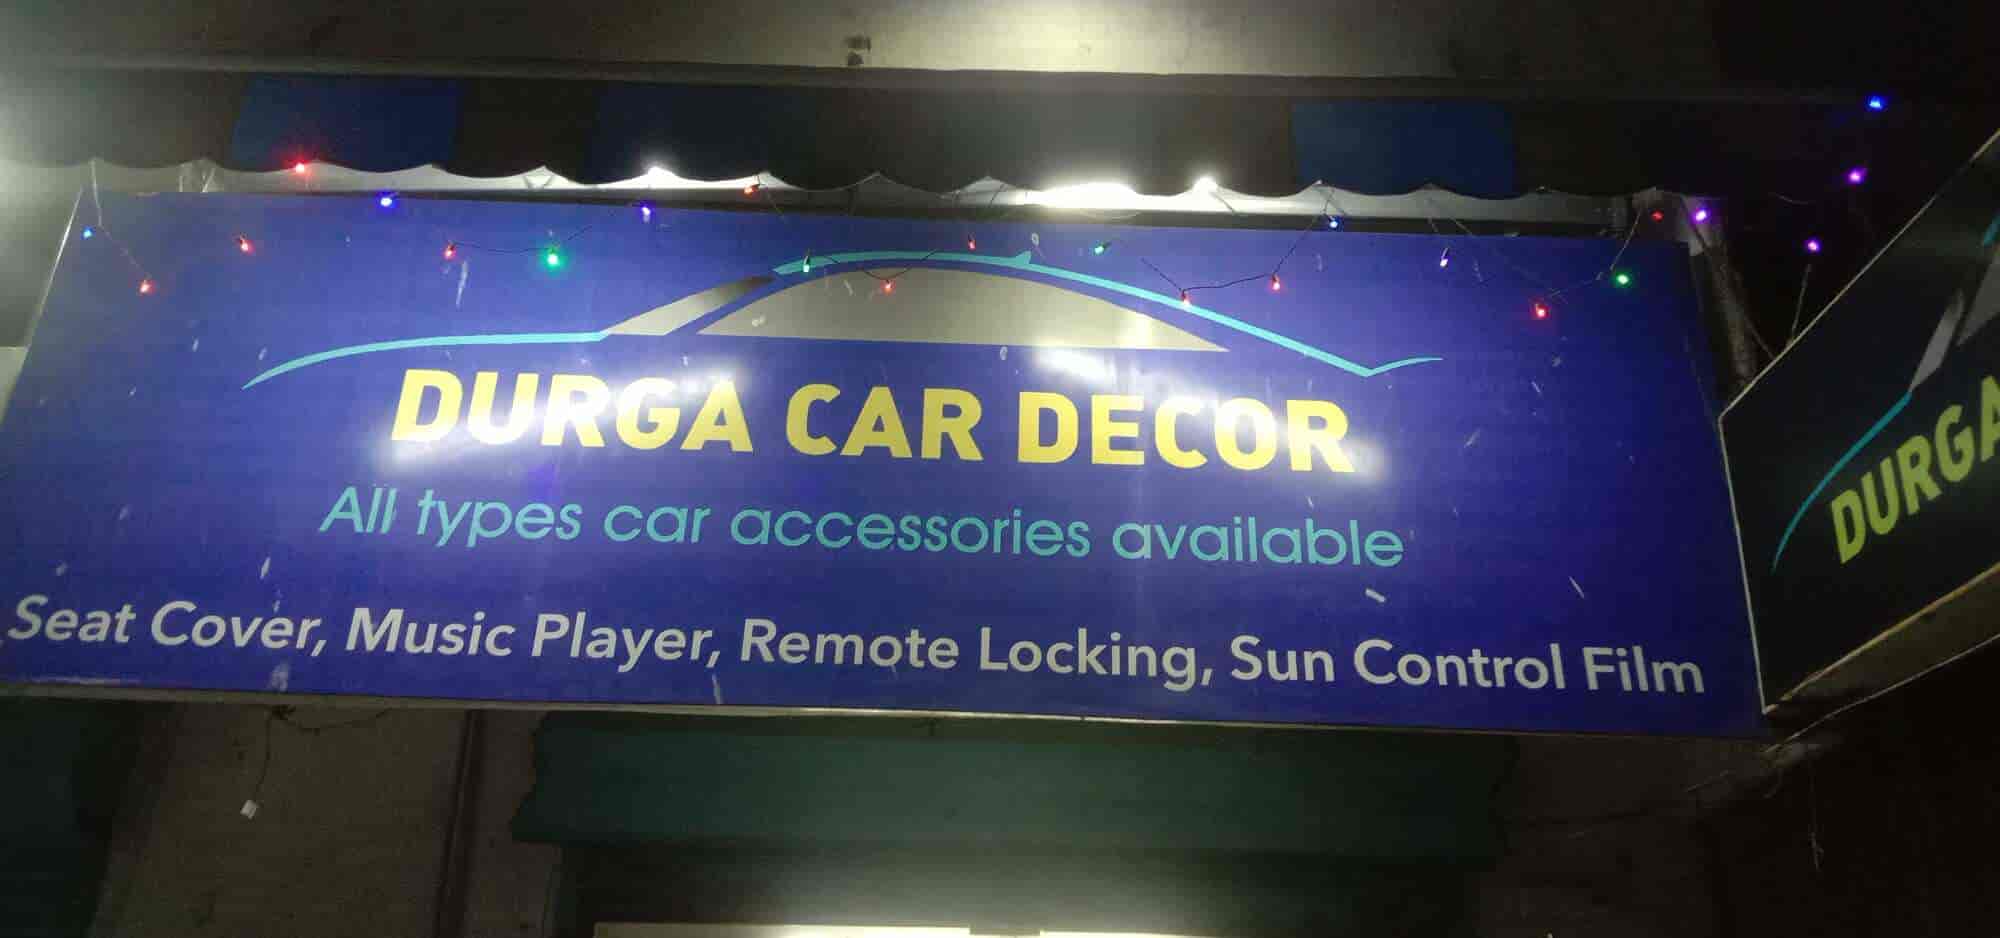 DURGA CAR DECOR
All types car accessories available
Seat Cover, Music Player, Remote Locking, Sun Control Film
DURGA